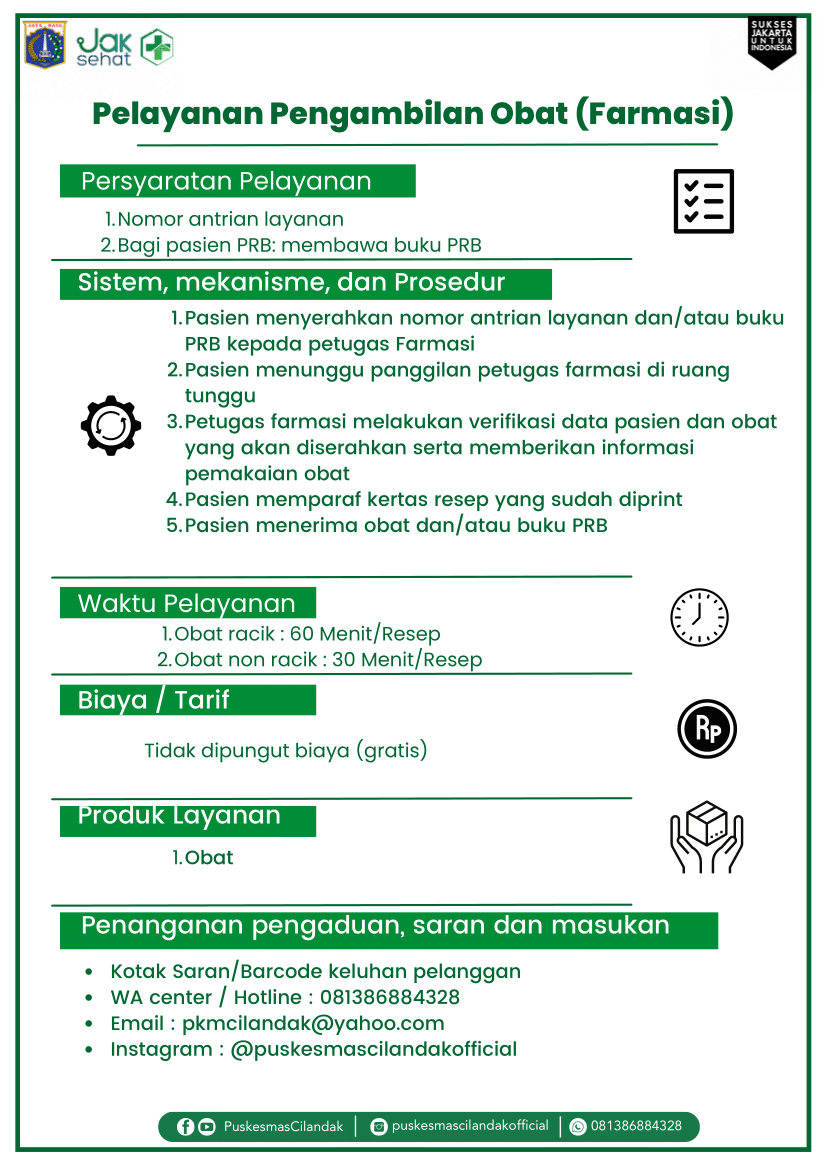 JAYA RAYA
Jak
sehat
SUKSES
JAKARTA
UNTUK
INDONESIA
Pelayanan Pengambilan Obat (Farmasi)
Persyaratan Pelayanan
1.Nomor antrian layanan
2.Bagi pasien PRB: membawa buku PRB
Sistem, mekanisme, dan Prosedur
1.Pasien menyerahkan nomor antrian layanan dan/atau buku
PRB kepada petugas Farmasi
2.Pasien menunggu panggilan petugas farmasi di ruang
tunggu
3.Petugas farmasi melakukan verifikasi data pasien dan obat
yang akan diserahkan serta memberikan informasi
pemakaian obat
4.Pasien memparaf kertas resep yang sudah diprint
5.Pasien menerima obat dan/atau buku PRB
Waktu Pelayanan
1.Obat racik : 60 Menit/Resep
2.Obat non racik : 30 Menit/Resep
Biaya / Tarif
Rp
Tidak dipungut biaya (gratis)
Produk Layanan
1.Obat
Penanganan pengaduan, saran dan masukan
• Kotak Saran/Barcode keluhan pelanggan
• WA center / Hotline : 081386884328
• Email : pkmcilandak@yahoo.com
• Instagram : @puskesmascilandakofficial
PuskesmasCilandak | puskesmascilandakofficial | 081386884328